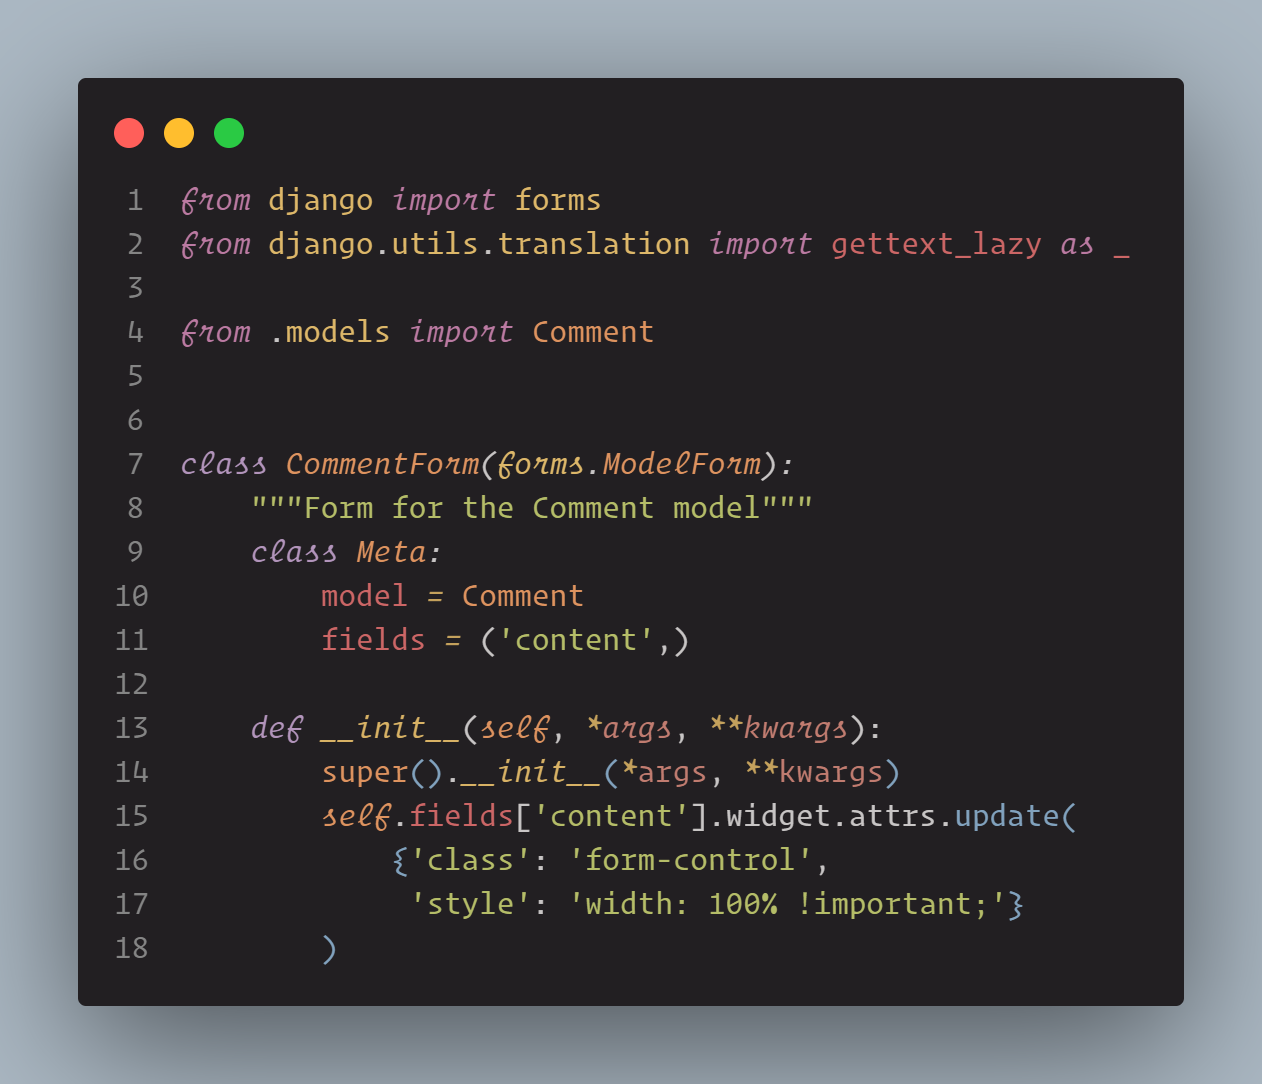 1 from django import forms
2 from django.utils.translation import gettext_lazy as _
3
4 from .models import Comment
5
6
7 class CommentForm(forms.ModelForm):
8     """Form for the Comment model"""
9     class Meta:
10         model = Comment
11         fields = ('content',)
12
13     def __init__(self, *args, **kwargs):
14         super().__init__(*args, **kwargs)
15         self.fields['content'].widget.attrs.update(
16             {'class': 'form-control',
17              'style': 'width: 100% !important;'}
18         )